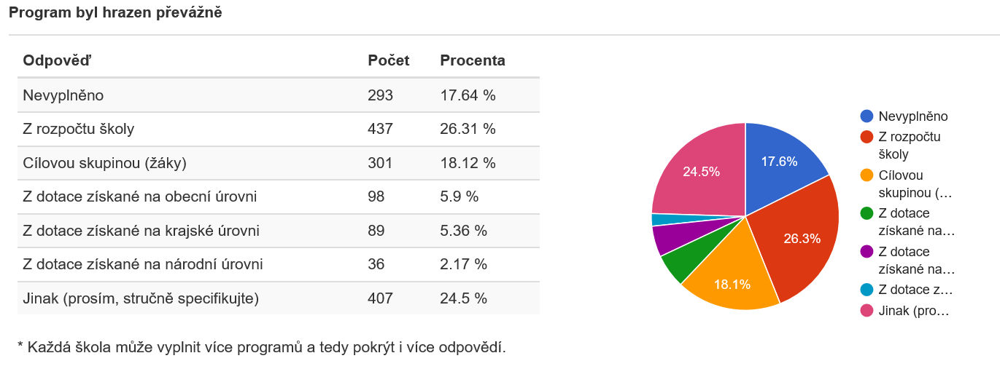 Program byl hrazen převážně
Odpověď Počet Procenta
Nevyplněno 293 17.64 %
Z rozpočtu školy 437 26.31 %
Cílovou skupinou (žáky) 301 18.12 %
Z dotace získané na obecní úrovni 98 5.9 %
Z dotace získané na krajské úrovni 89 5.36 %
Z dotace získané na národní úrovni 36 2.17 %
Jinak (prosím, stručně specifikujte) 407 24.5 %
* Každá škola může vyplnit více programů a tedy pokrýt i více odpovědí.
17.6%
26.3%
18.1%
24.5%
Nevyplněno
Z rozpočtu
školy
Cílovou
skupinou (…
Z dotace
získané na…
Z dotace
získané na…
Z dotace z…
Jinak (pro…